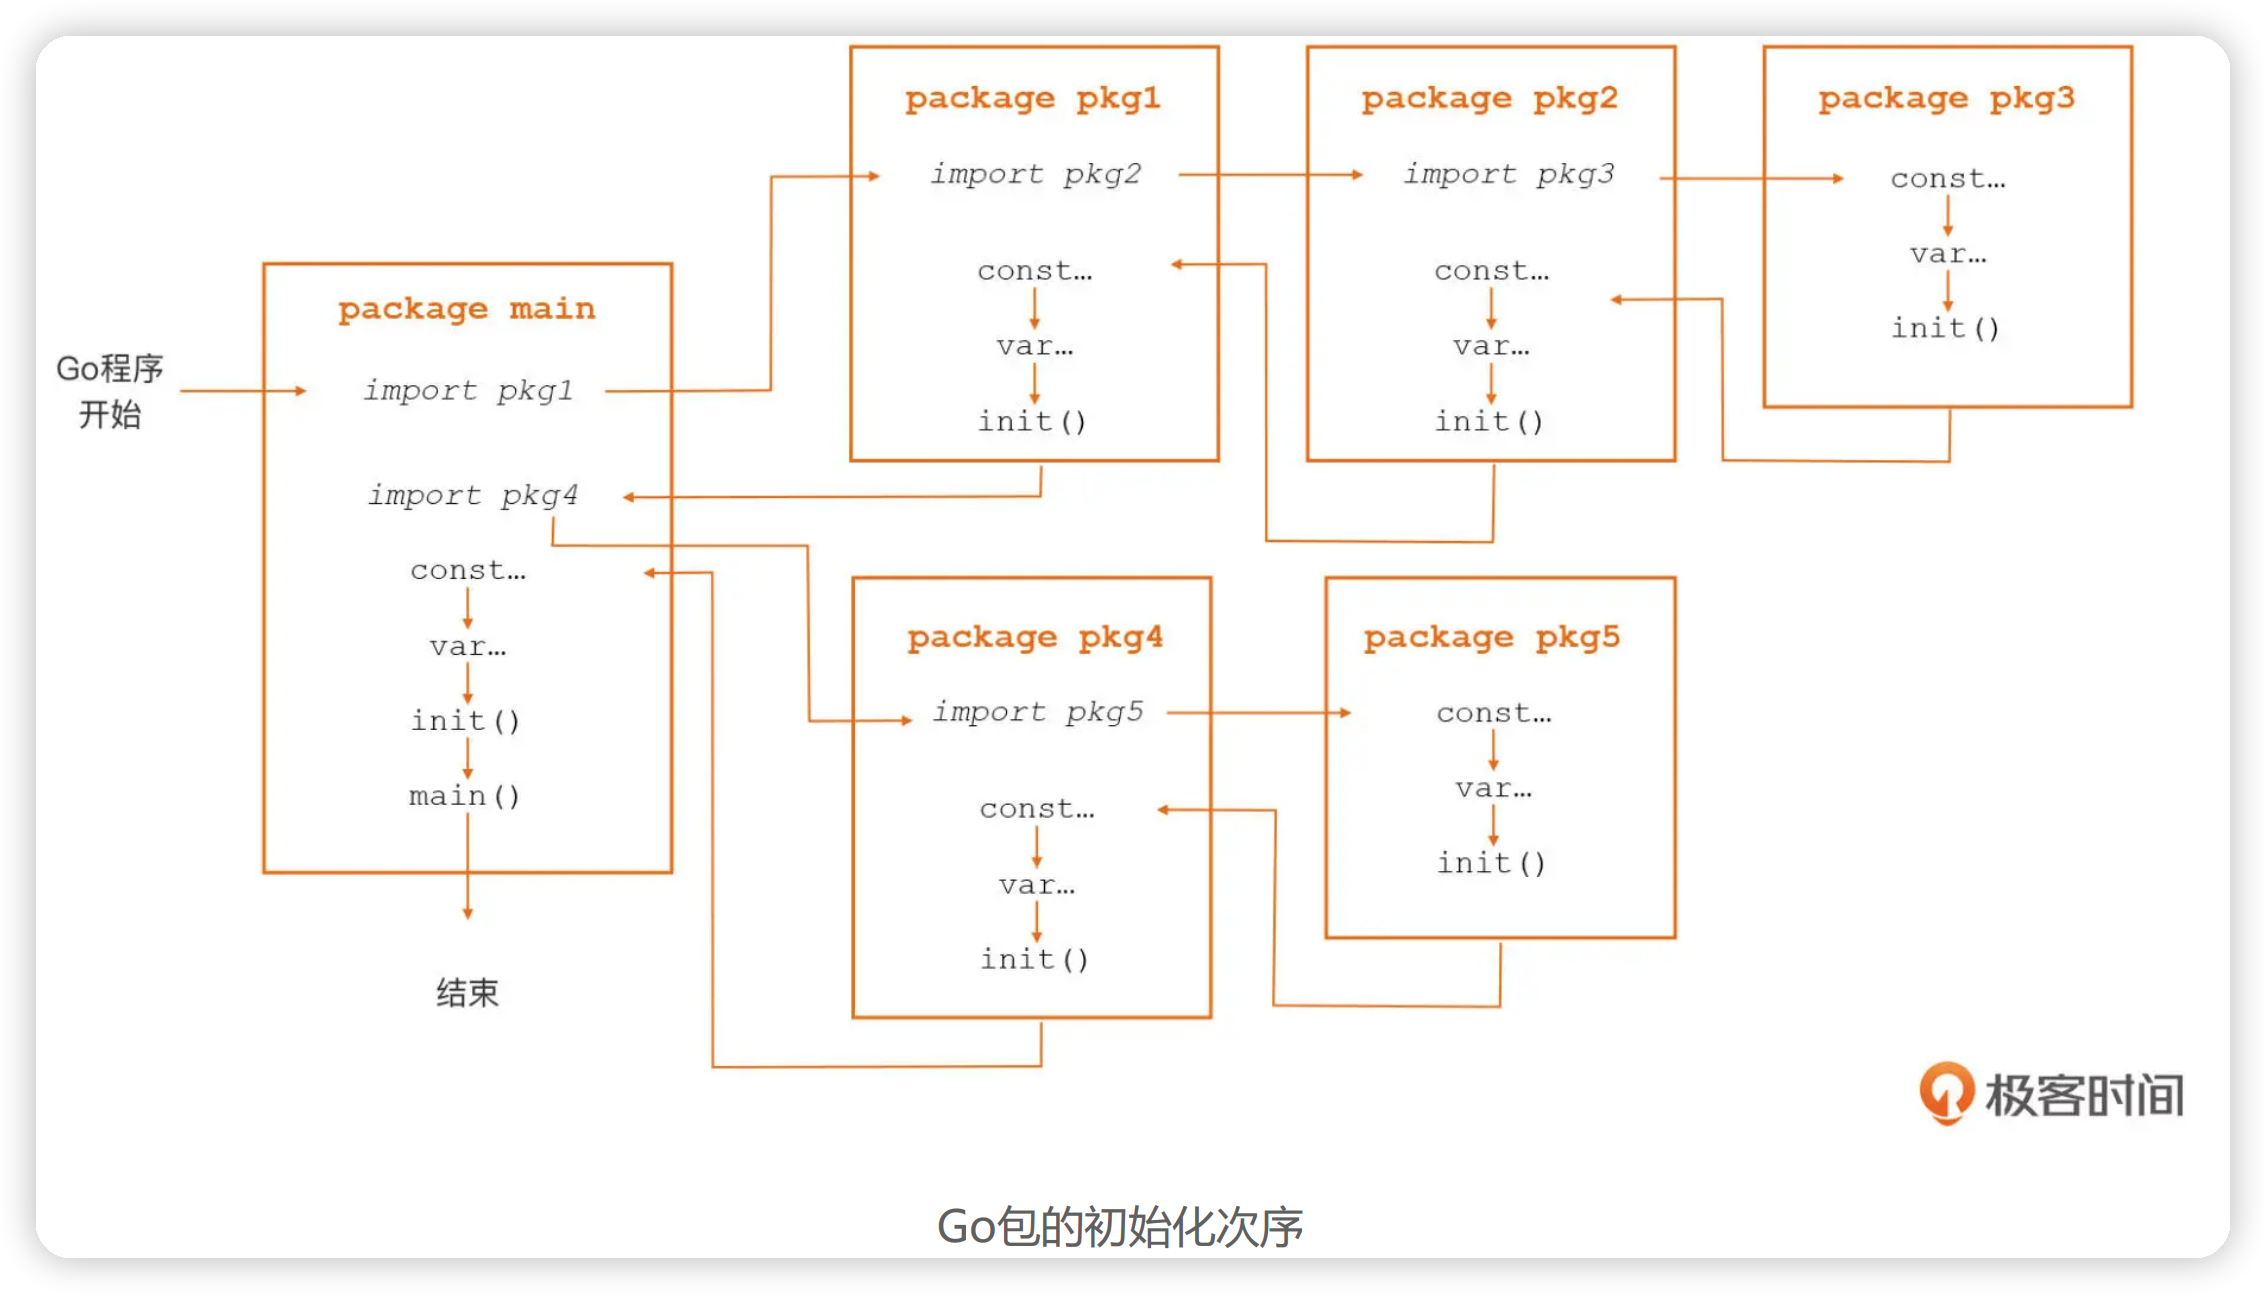 Go程序
开始
package main
import pkg1
import pkg4
const…
var…
init()
main()
结束
package pkg1
import pkg2
const…
var…
init()
package pkg2
import pkg3
const…
var…
init()
package pkg3
const…
var…
init()
package pkg4
import pkg5
const…
var…
init()
package pkg5
const…
var…
init()
极客时间
Go包的初始化次序